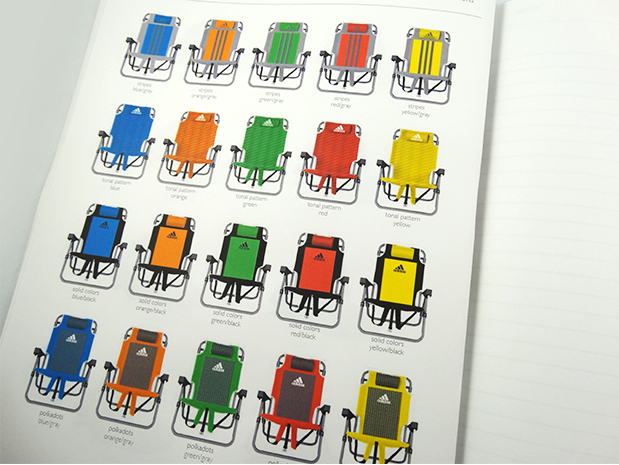 stripes stripes stripes stripes stripes
blue/gray orange/gray green/gray red/gray yellow/gray
tonal pattern tonal pattern tonal pattern tonal pattern tonal pattern
blue orange green red yellow
solid colors solid colors solid colors solid colors solid colors
blue/black orange/black green/black red/black yellow/black
polkadots polkadots polkadots polkadots
blue/gray orange/gray green/gray